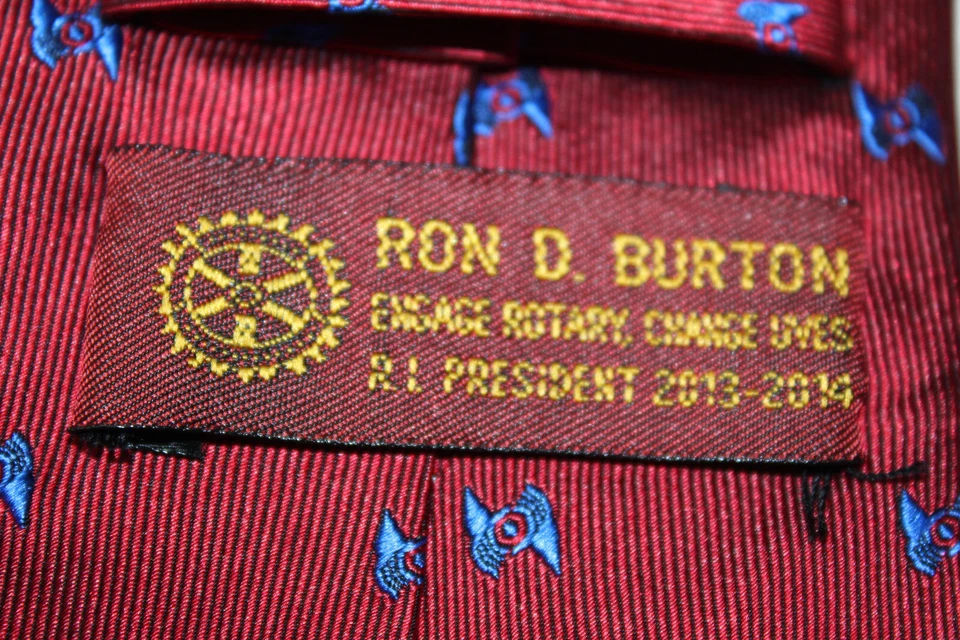 RON D. BURTON
ENGAGE ROTARY, CHANGE LIVES
R.I. PRESIDENT 2013-2014